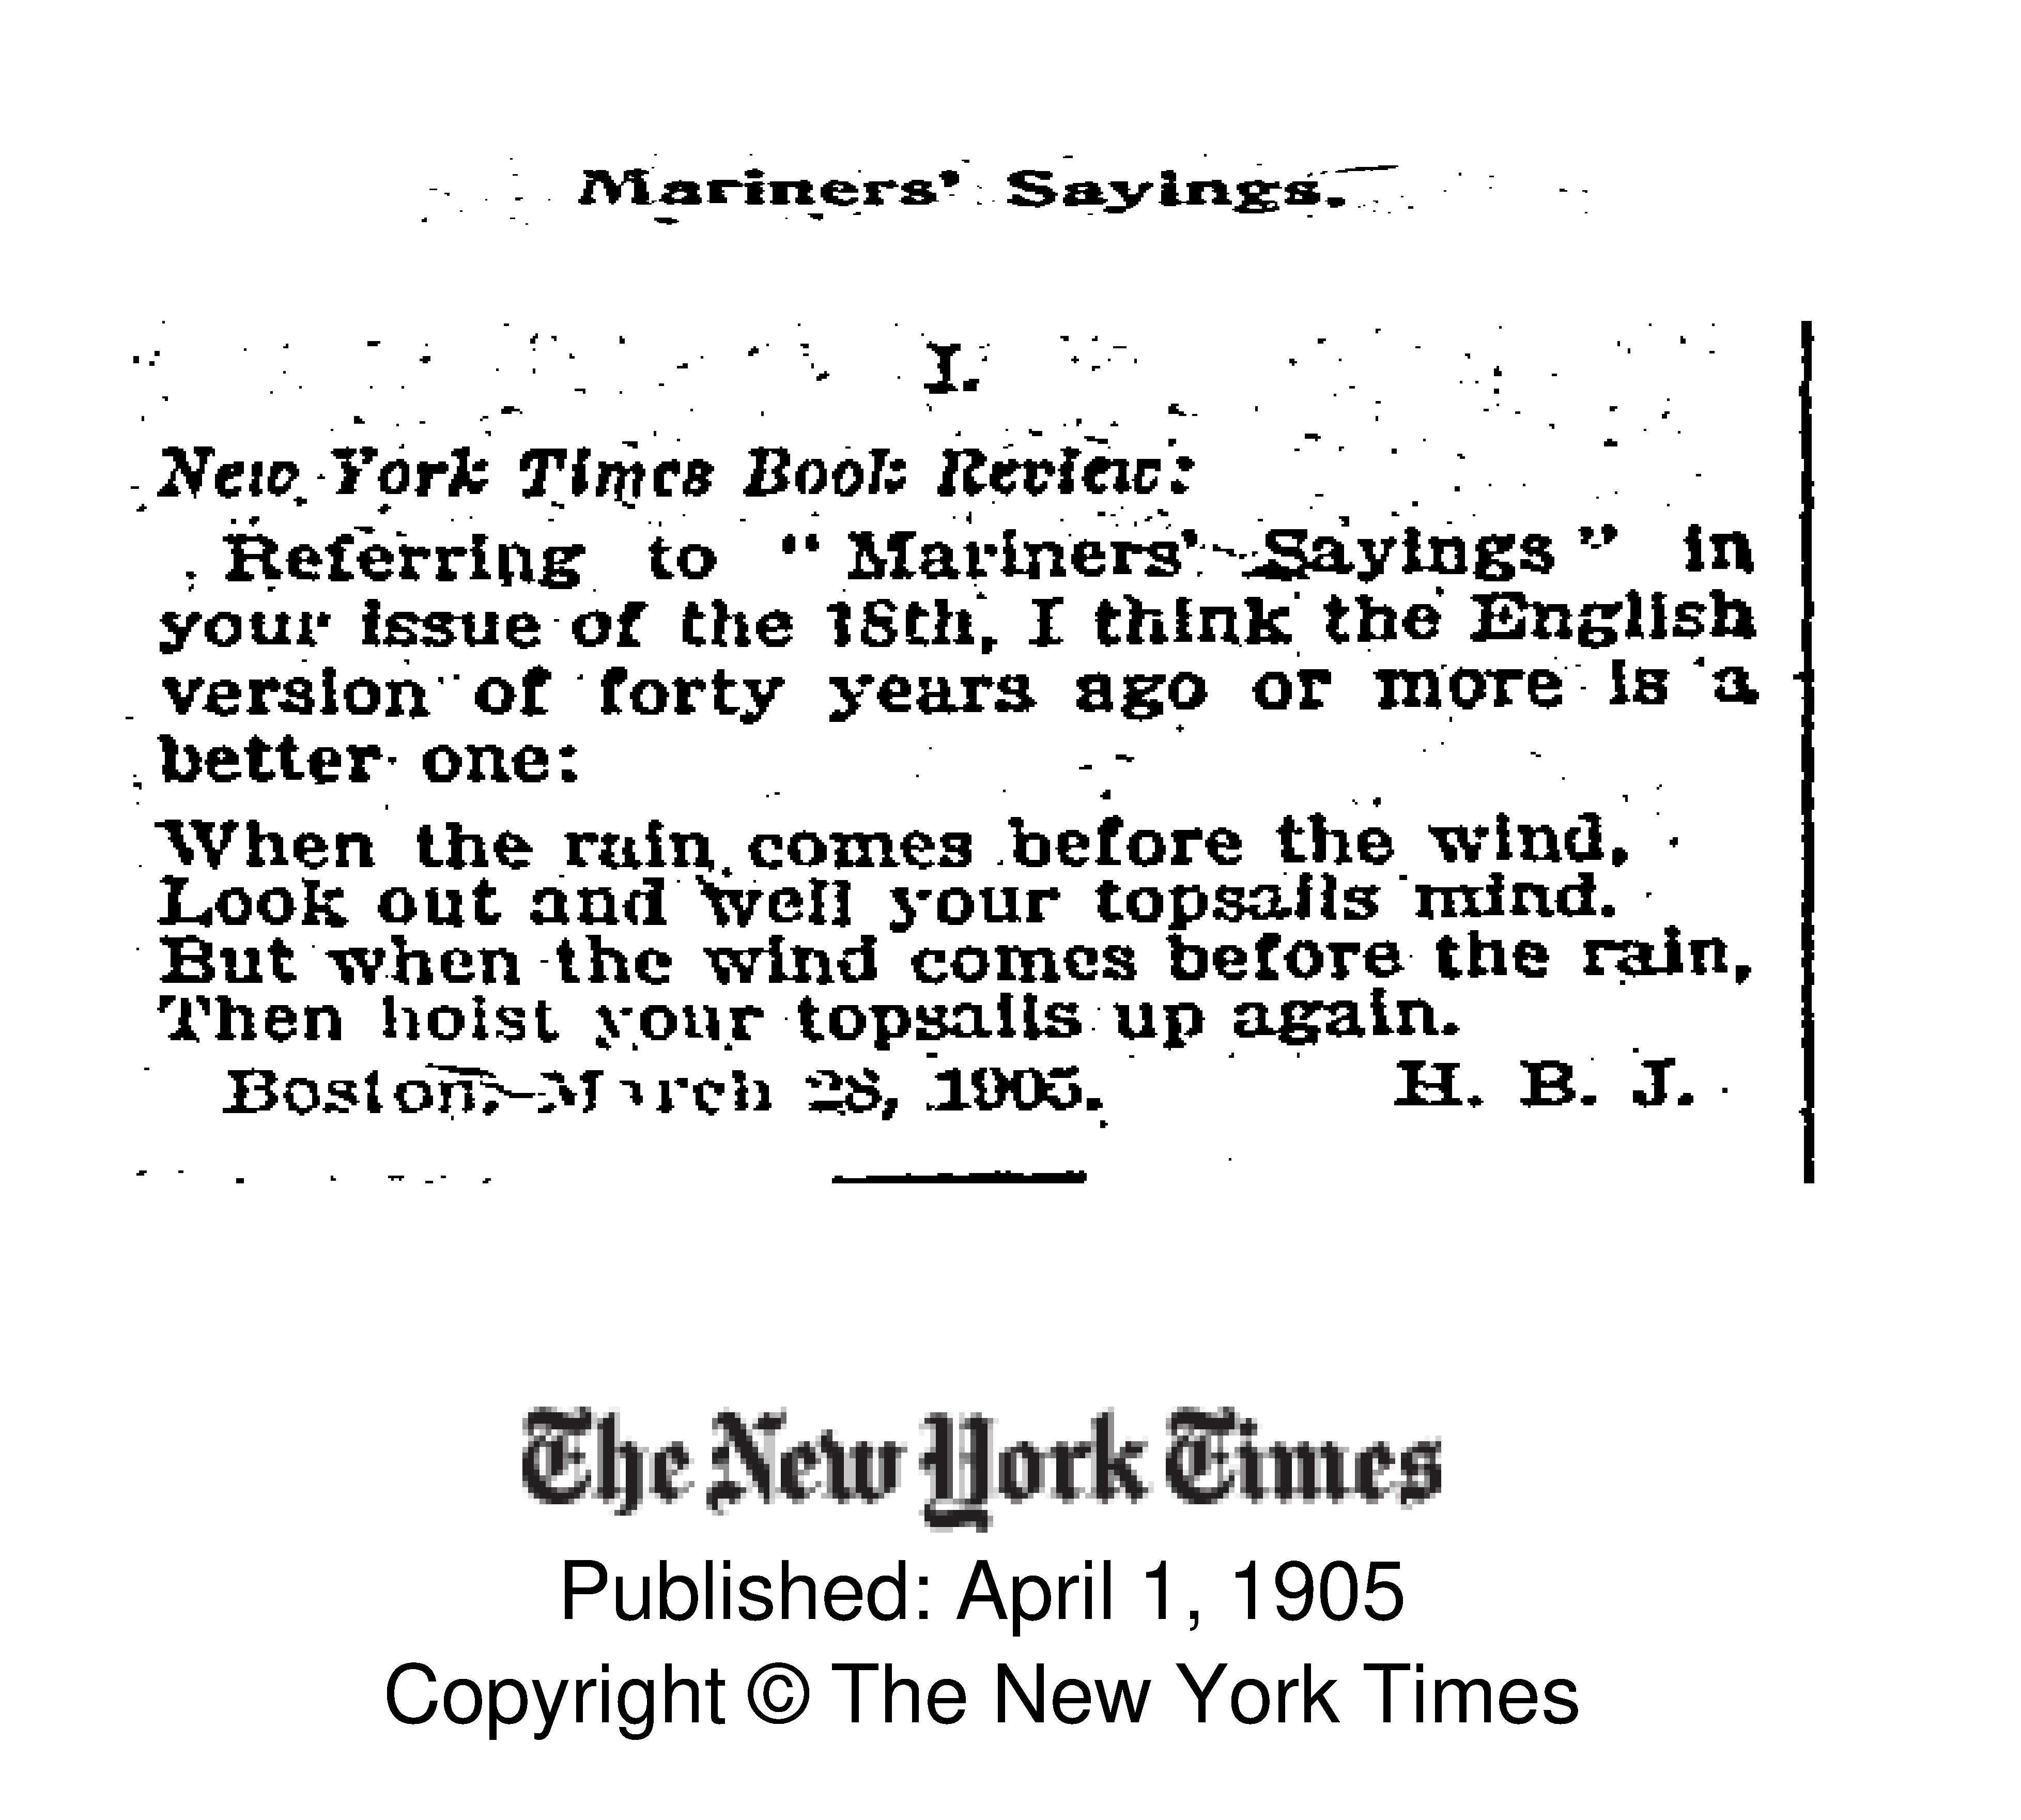 Mariners' Sayings.
I.
New York Times Book Review:
Referring to "Mariners' Sayings" in
your issue of the 18th, I think the English
version of forty years ago or more is a
better one:
When the rain comes before the wind,
Look out and well your topsails mind.
But when the wind comes before the rain,
Then hoist your topsails up again.
Boston, March 28, 1905. H. B. J.
The New York Times
Published: April 1, 1905
Copyright © The New York Times